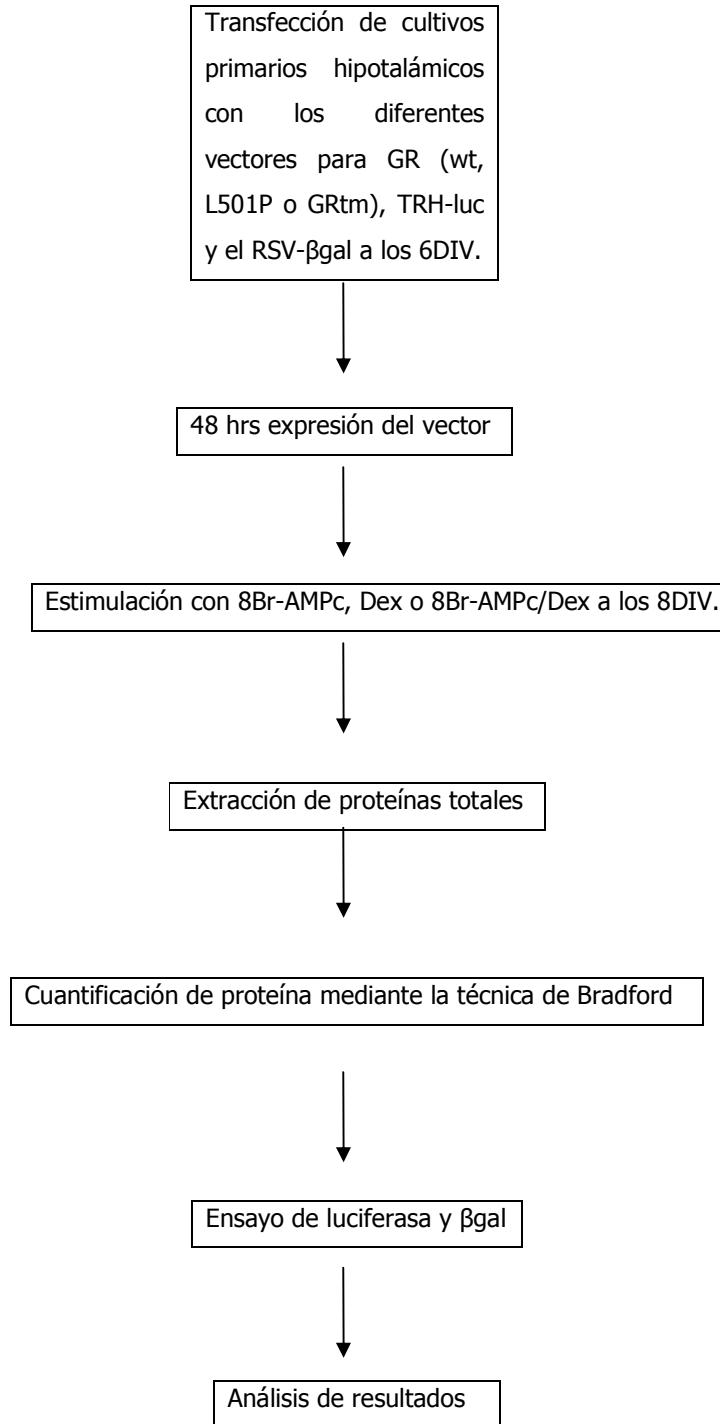 Transfección de cultivos
primarios hipotalámicos
con los diferentes
vectores para GR (wt,
L501P o GRtm), TRH-luc
y el RSV-βgal a los 6DIV.
48 hrs expresión del vector
Estimulación con 8Br-AMPc, Dex o 8Br-AMPc/Dex a los 8DIV.
Extracción de proteínas totales
Cuantificación de proteína mediante la técnica de Bradford
Ensayo de luciferasa y βgal
Análisis de resultados